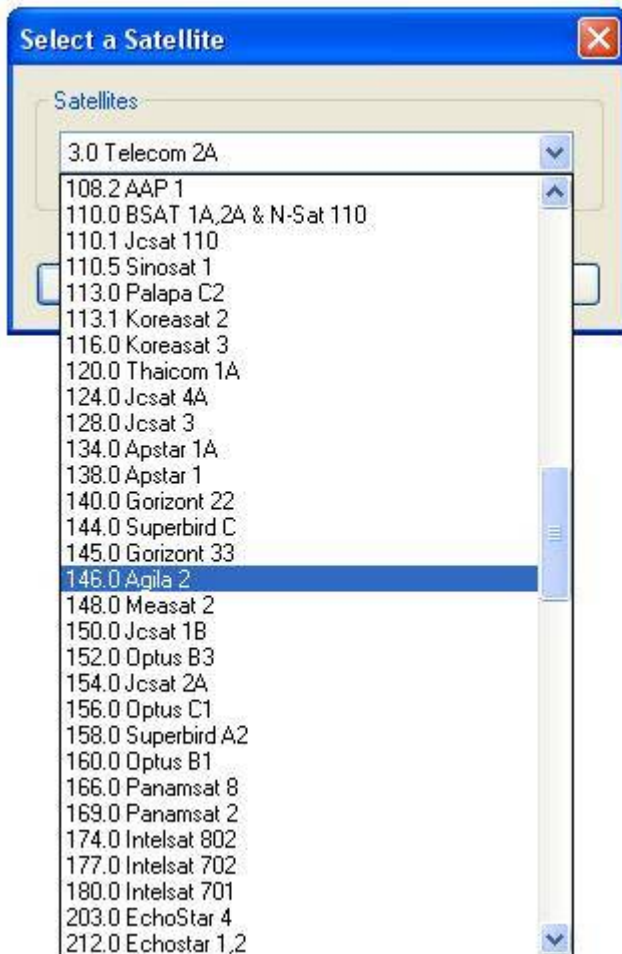 Select a Satellite
Satellites
3.0 Telecom 2A
108.2 AAP 1
110.0 BSAT 1A,2A & N-Sat 110
110.1 Jcsat 110
110.5 Sinosat 1
113.0 Palapa C2
113.1 Koreasat 2
116.0 Koreasat 3
120.0 Thaicom 1A
124.0 Jcsat 4A
128.0 Jcsat 3
134.0 Apstar 1A
138.0 Apstar 1
140.0 Gorizont 22
144.0 Superbird C
145.0 Gorizont 33
146.0 Agila 2
148.0 Measat 2
150.0 Jcsat 1B
152.0 Optus B3
154.0 Jcsat 2A
156.0 Optus C1
158.0 Superbird A2
160.0 Optus B1
166.0 Panamsat 8
169.0 Panamsat 2
174.0 Intelsat 802
177.0 Intelsat 702
180.0 Intelsat 701
203.0 EchoStar 4
212.0 Echostar 1,2